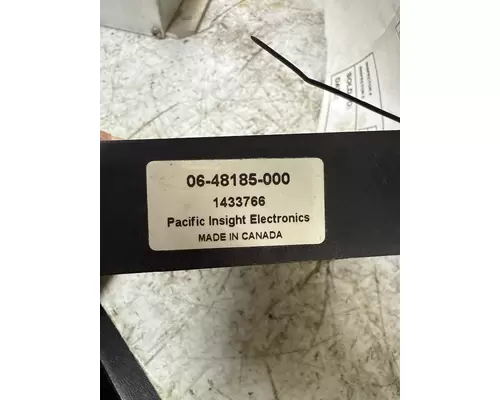 06-48185-000
1433766
Pacific Insight Electronics
MADE IN CANADA